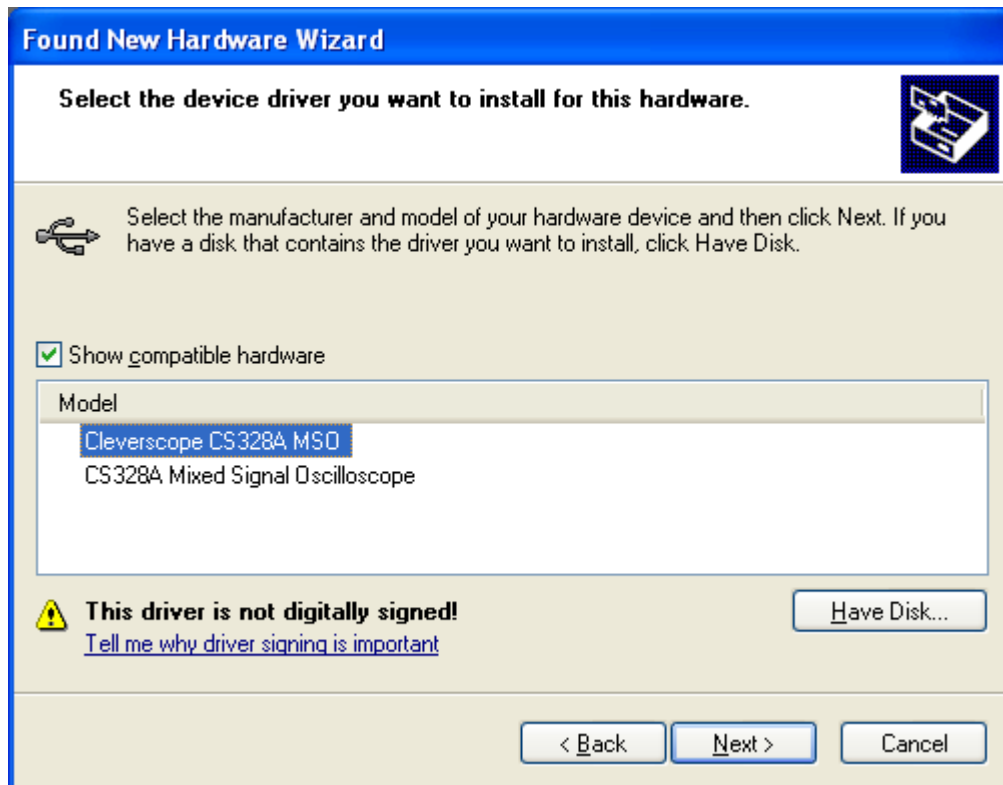 Found New Hardware Wizard
Select the device driver you want to install for this hardware.
Select the manufacturer and model of your hardware device and then click Next. If you
have a disk that contains the driver you want to install, click Have Disk.
Show compatible hardware
Model
Cleverscope CS328A MSO
CS328A Mixed Signal Oscilloscope
This driver is not digitally signed!
Have Disk...
Tell me why driver signing is important
< Back
Next >
Cancel